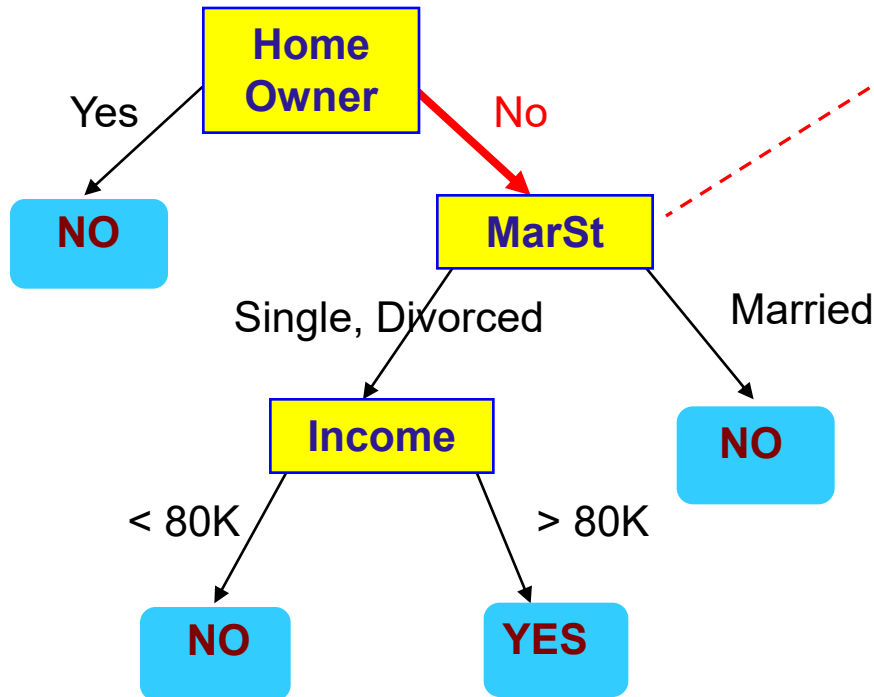 Home
Owner
Yes
No
NO
MarSt
Single, Divorced
Married
Income
NO
< 80K
> 80K
NO
YES